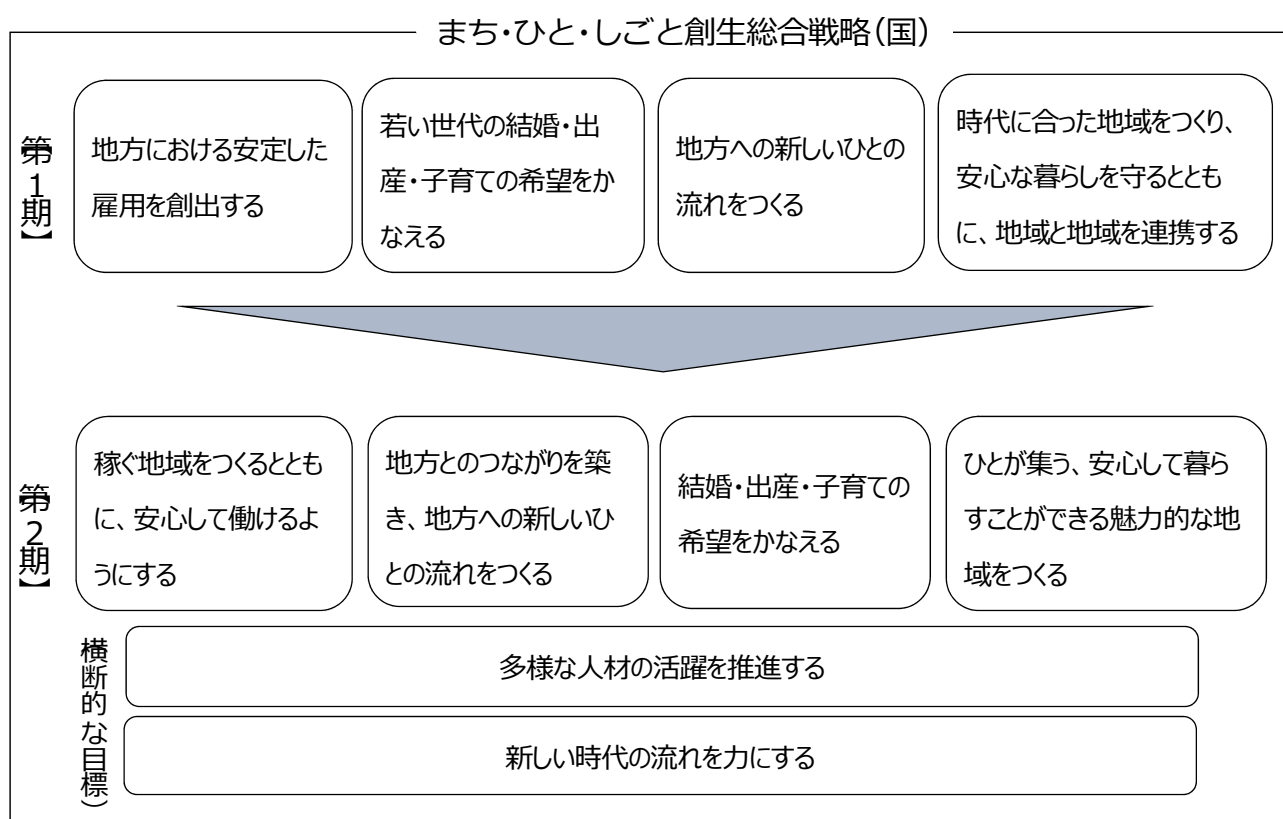 まち・ひと・しごと創生総合戦略(国)
【第1期】
地方における安定した
雇用を創出する
若い世代の結婚・出
産・子育ての希望をか
なえる
地方への新しいひとの
流れをつくる
時代に合った地域をつくり、
安心な暮らしを守るととも
に、地域と地域を連携する
【第2期】
稼ぐ地域をつくるととも
に、安心して働けるよ
うにする
地方とのつながりを築
き、地方への新しいひ
との流れをつくる
結婚・出産・子育ての
希望をかなえる
ひとが集う、安心して暮ら
すことができる魅力的な地
域をつくる
(横断的な目標)
多様な人材の活躍を推進する
新しい時代の流れを力にする